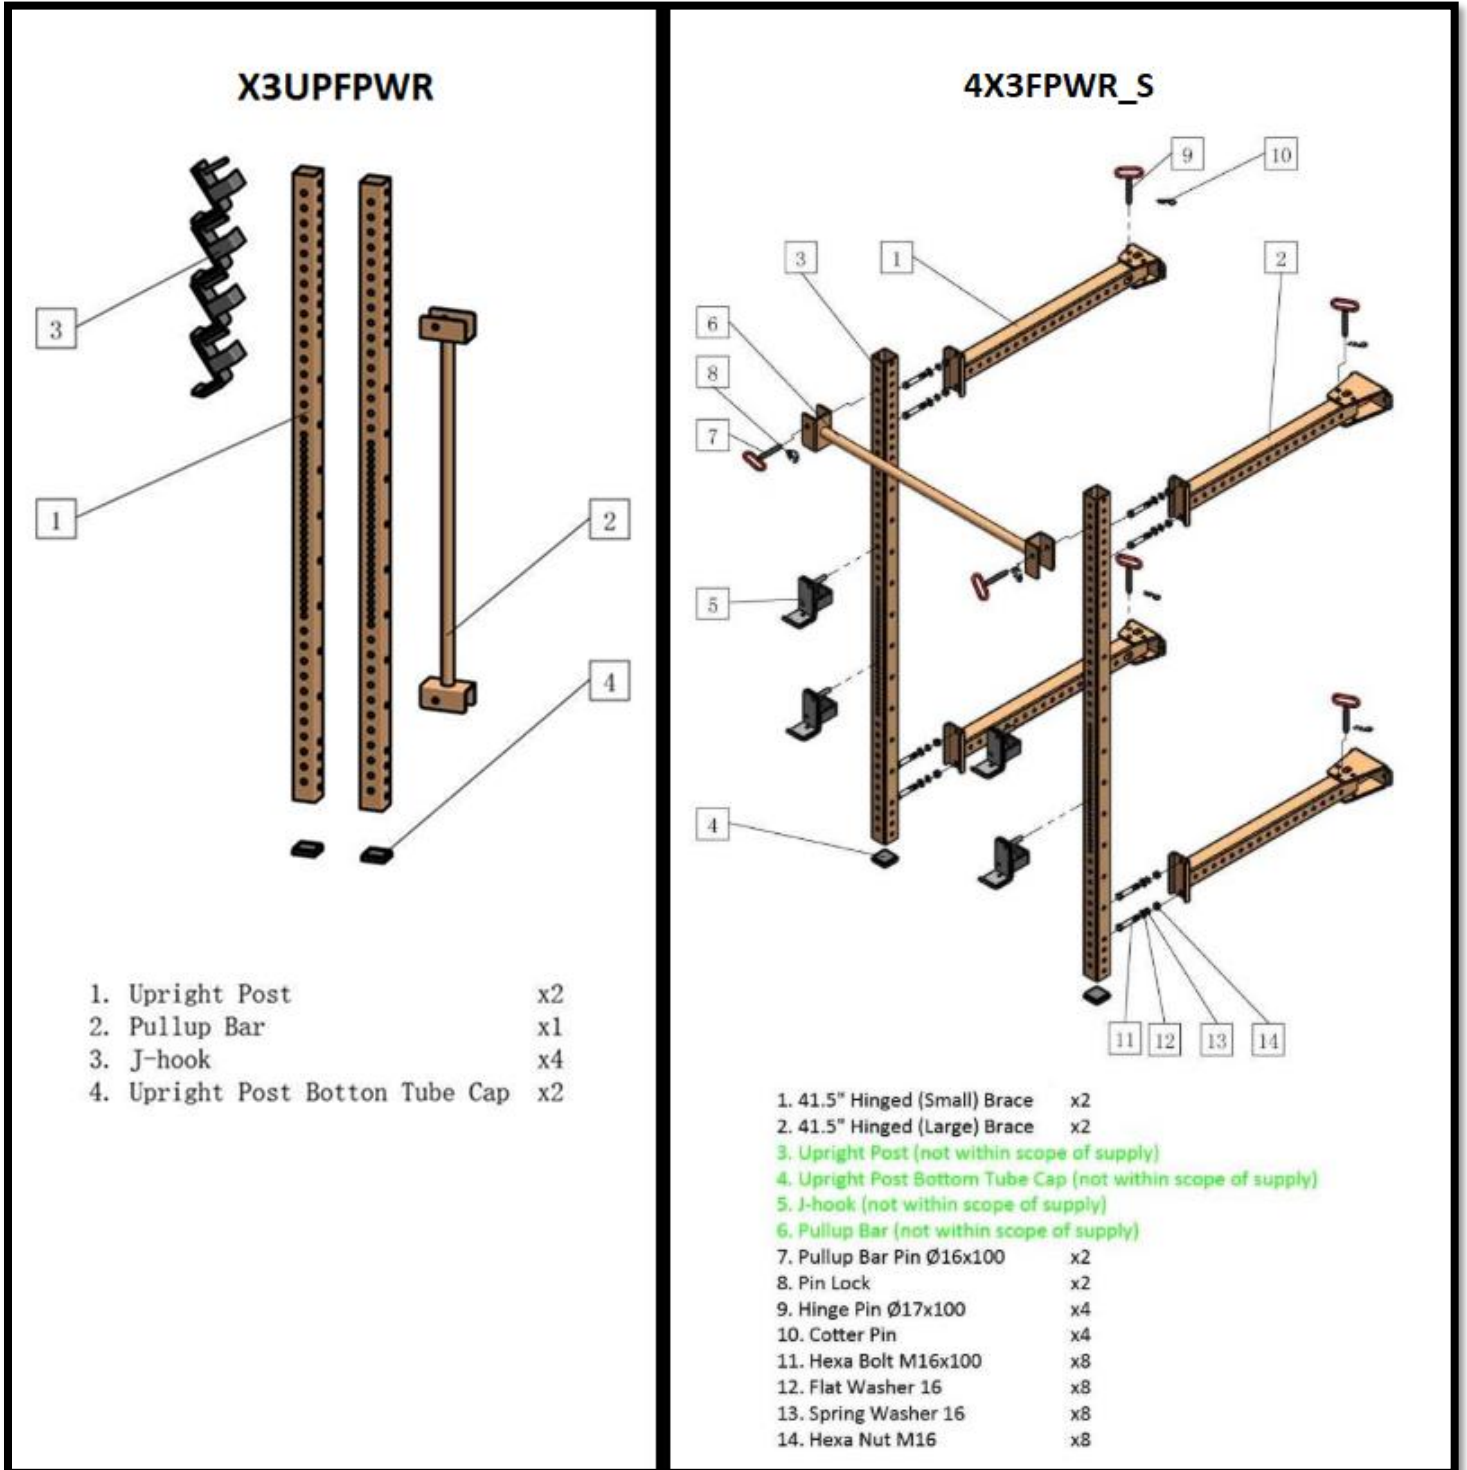 X3UPFPWR
3
1
2
4
1. Upright Post x2
2. Pullup Bar x1
3. J-hook x4
4. Upright Post Botton Tube Cap x2
4X3FPWR_S
9
10
3
1
2
6
8
7
5
4
11
12
13
14
1. 41.5" Hinged (Small) Brace x2
2. 41.5" Hinged (Large) Brace x2
3. Upright Post (not within scope of supply)
4. Upright Post Bottom Tube Cap (not within scope of supply)
5. J-hook (not within scope of supply)
6. Pullup Bar (not within scope of supply)
7. Pullup Bar Pin Ø16x100 x2
8. Pin Lock x2
9. Hinge Pin Ø17x100 x4
10. Cotter Pin x4
11. Hexa Bolt M16x100 x8
12. Flat Washer 16 x8
13. Spring Washer 16 x8
14. Hexa Nut M16 x8